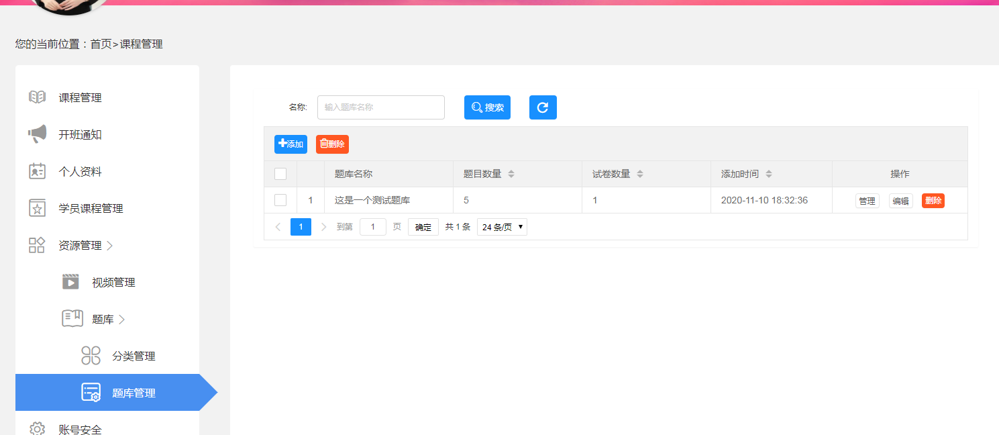 您的当前位置：首页>课程管理
课程管理
开班通知
个人资料
学员课程管理
资源管理
视频管理
题库
分类管理
题库管理
账号安全
名称: 输入题库名称 搜索
添加 删除
题库名称 题目数量 试卷数量 添加时间 操作
1 这是一个测试题库 5 1 2020-11-10 18:32:36 管理 编辑 删除
1 到第 1 页 确定 共 1 条 24 条/页